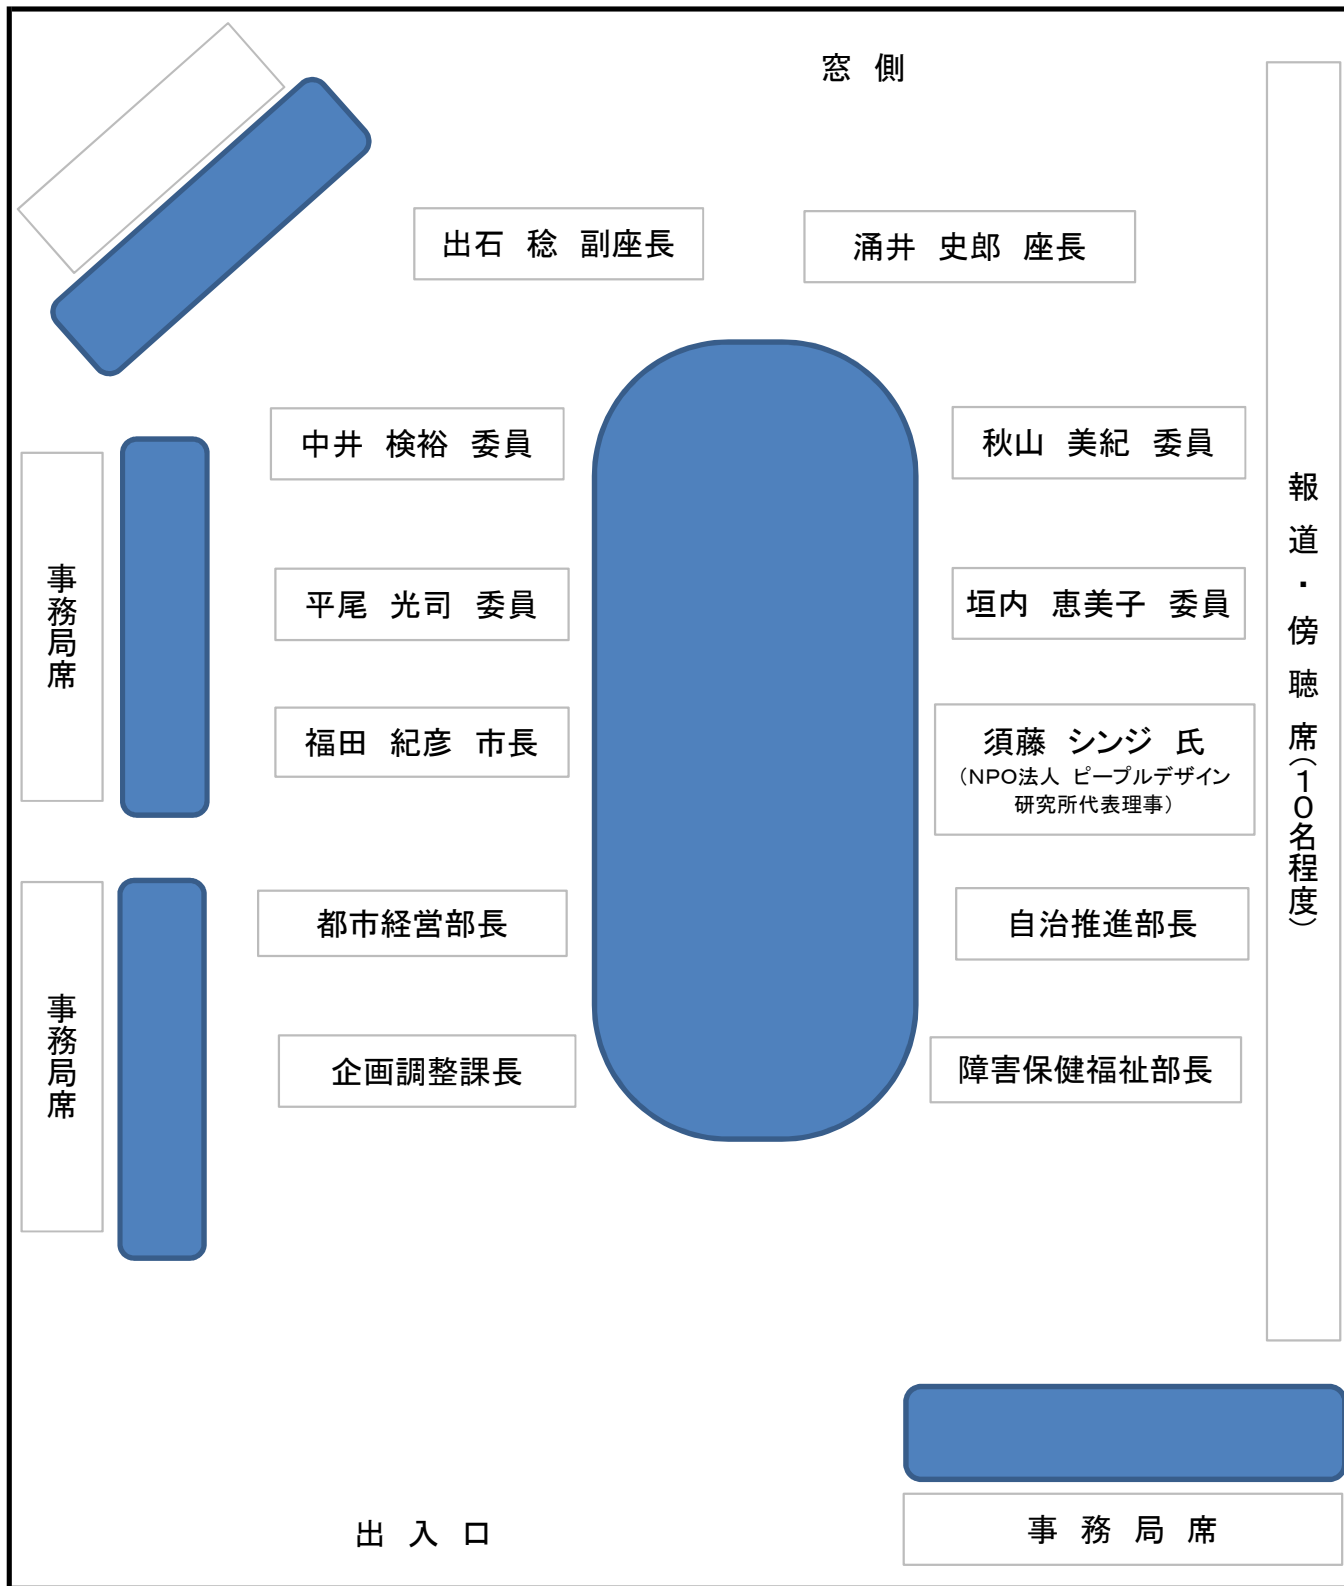 窓 側
出石 稔 副座長
涌井 史郎 座長
中井 検裕 委員
秋山 美紀 委員
平尾 光司 委員
垣内 恵美子 委員
福田 紀彦 市長
須藤 シンジ 氏
（NPO法人 ピープルデザイン
研究所代表理事）
都市経営部長
自治推進部長
企画調整課長
障害保健福祉部長
事務局席
事務局席
報道・傍聴席（１０名程度）
出 入 口
事 務 局 席